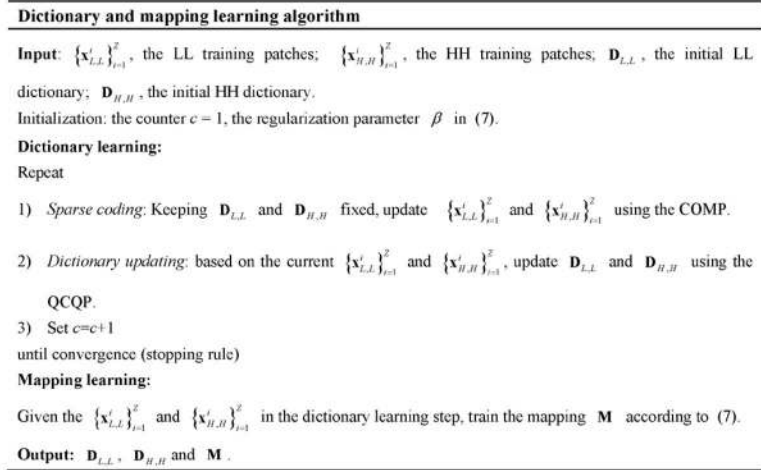 Dictionary and mapping learning algorithm
Input: {x^i_{L,L}}^Z_{i=1}, the LL training patches; {x^i_{H,H}}^Z_{i=1}, the HH training patches; D_{L,L}, the initial LL
dictionary; D_{H,H}, the initial HH dictionary.
Initialization: the counter c = 1, the regularization parameter β in (7).
Dictionary learning:
Repeat
1) Sparse coding: Keeping D_{L,L} and D_{H,H} fixed, update {x^i_{L,L}}^Z_{i=1} and {x^i_{H,H}}^Z_{i=1} using the COMP.
2) Dictionary updating: based on the current {x^i_{L,L}}^Z_{i=1} and {x^i_{H,H}}^Z_{i=1}, update D_{L,L} and D_{H,H} using the
QCQP.
3) Set c=c+1
until convergence (stopping rule)
Mapping learning:
Given the {x^i_{L,L}}^Z_{i=1} and {x^i_{H,H}}^Z_{i=1} in the dictionary learning step, train the mapping M according to (7).
Output: D_{L,L}, D_{H,H} and M.